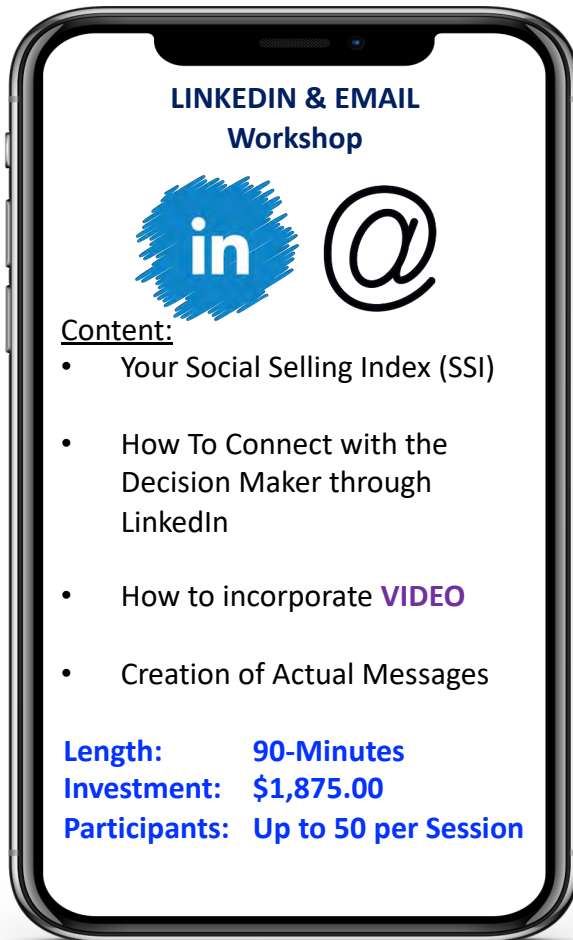 LINKEDIN & EMAIL
Workshop
in @
Content:
• Your Social Selling Index (SSI)
• How To Connect with the
Decision Maker through
LinkedIn
• How to incorporate VIDEO
• Creation of Actual Messages
Length: 90-Minutes
Investment: $1,875.00
Participants: Up to 50 per Session